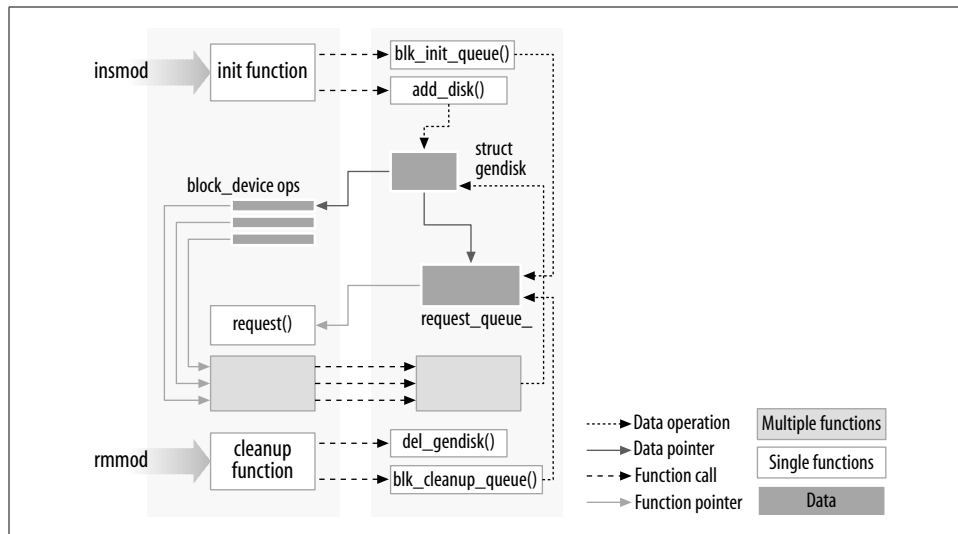 insmod
init function
blk_init_queue()
add_disk()
struct
gendisk
block_device ops
request()
request_queue_
rmmod
cleanup
function
del_gendisk()
blk_cleanup_queue()
Data operation
Data pointer
Function call
Function pointer
Multiple functions
Single functions
Data